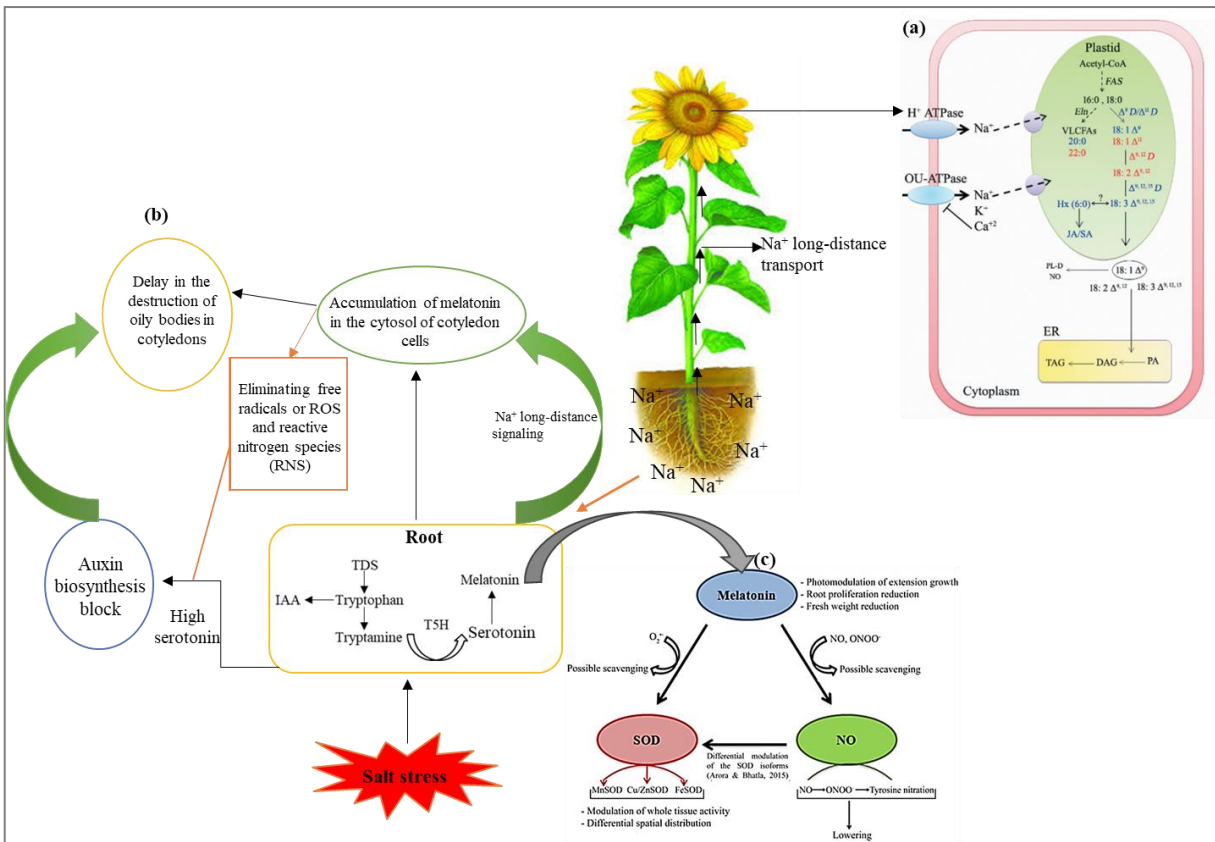 (a)
Plastid
Acetyl-CoA
FAS
16:0 , 18:0
Eln
Δ⁹ D/Δ¹¹ D
VLCFAs
20:0
22:0
18: 1 Δ⁹
18: 1 Δ¹¹
Δ⁹, ¹² D
18: 2 Δ⁹, ¹²
Δ⁹, ¹², ¹⁵ D
Hx (6:0)
?
18: 3 Δ⁹, ¹², ¹⁵
JA/SA
H⁺ ATPase
Na⁺
OU-ATPase
Na⁺
K⁺
Ca⁺²
PL-D
NO
18: 1 Δ⁹
18: 2 Δ⁹, ¹²
18: 3 Δ⁹, ¹², ¹⁵
ER
TAG
DAG
PA
Cytoplasm
Na⁺ long-distance
transport
Na⁺
Na⁺
Na⁺
Na⁺
Na⁺
Na⁺
Na⁺
(b)
Delay in the
destruction of
oily bodies in
cotyledons
Accumulation of melatonin
in the cytosol of cotyledon
cells
Eliminating free
radicals or ROS
and reactive
nitrogen species
(RNS)
Na⁺ long-distance
signaling
Auxin
biosynthesis
block
High
serotonin
Root
TDS
IAA
Tryptophan
Tryptamine
T5H
Serotonin
Melatonin
Salt stress
(c)
Melatonin
- Photomodulation of extension growth
- Root proliferation reduction
- Fresh weight reduction
O₂•⁻
Possible scavenging
NO, ONOO⁻
Possible scavenging
SOD
NO
Differential modulation
of the SOD isoforms
(Arora & Bhatla, 2015)
MnSOD Cu/ZnSOD FeSOD
- Modulation of whole tissue activity
- Differential spatial distribution
NO
ONOO⁻
Tyrosine nitration
Lowering